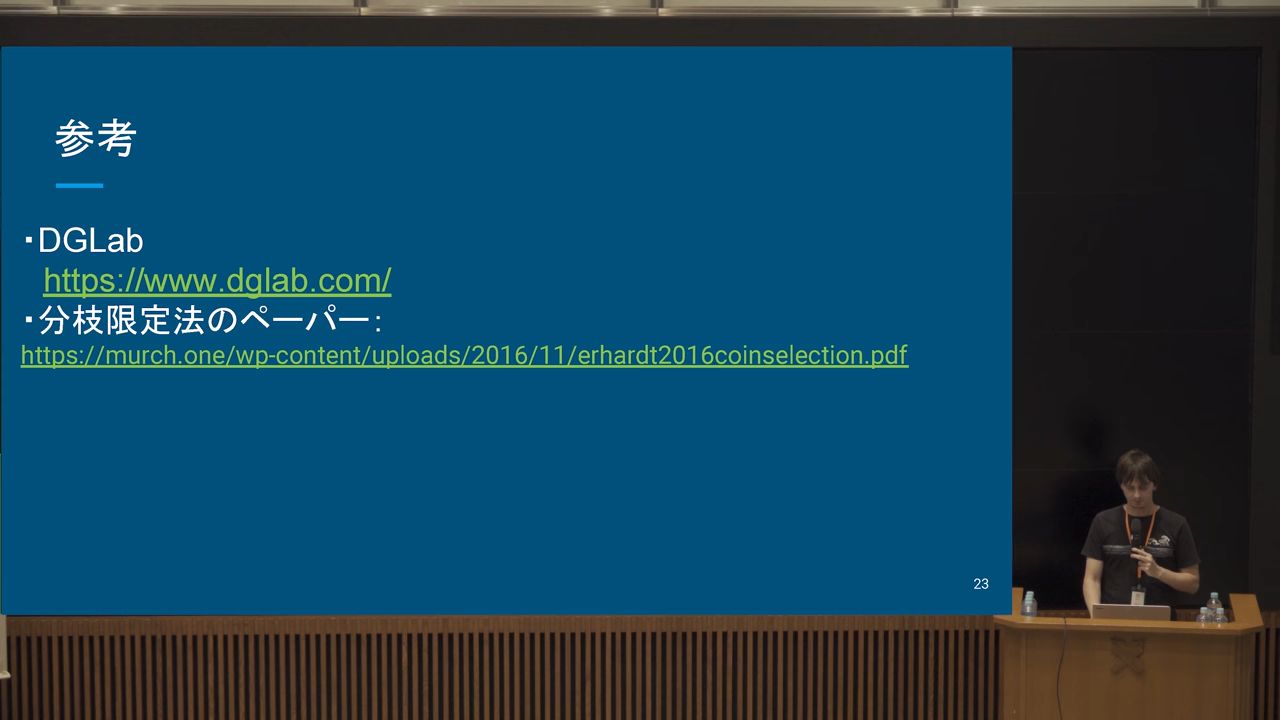 参考
・DGLab
https://www.dglab.com/
・分枝限定法のペーパー：
https://murch.one/wp-content/uploads/2016/11/erhardt2016coinselection.pdf
23